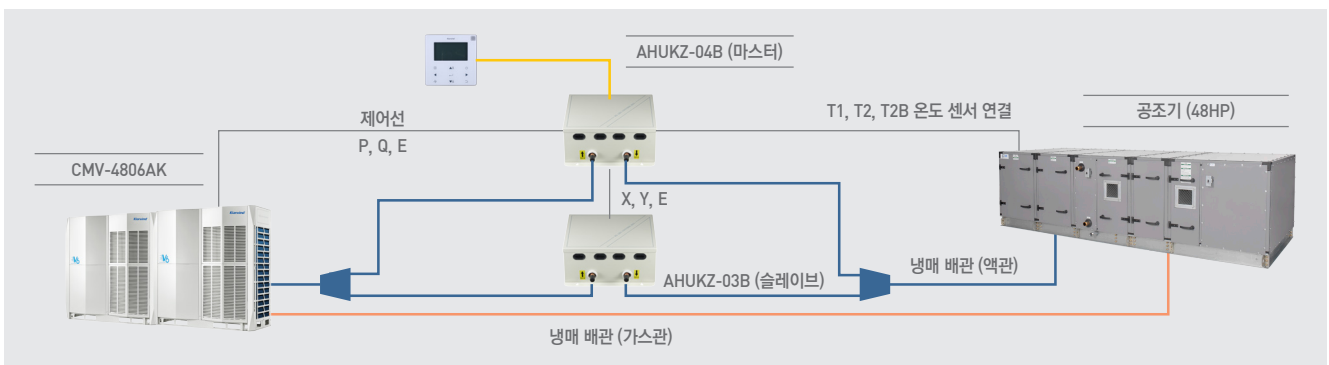 AHUKZ-04B (마스터)
제어선
P, Q, E
T1, T2, T2B 온도 센서 연결
공조기 (48HP)
CMV-4806AK
X, Y, E
AHUKZ-03B (슬레이브)
냉매 배관 (액관)
냉매 배관 (가스관)